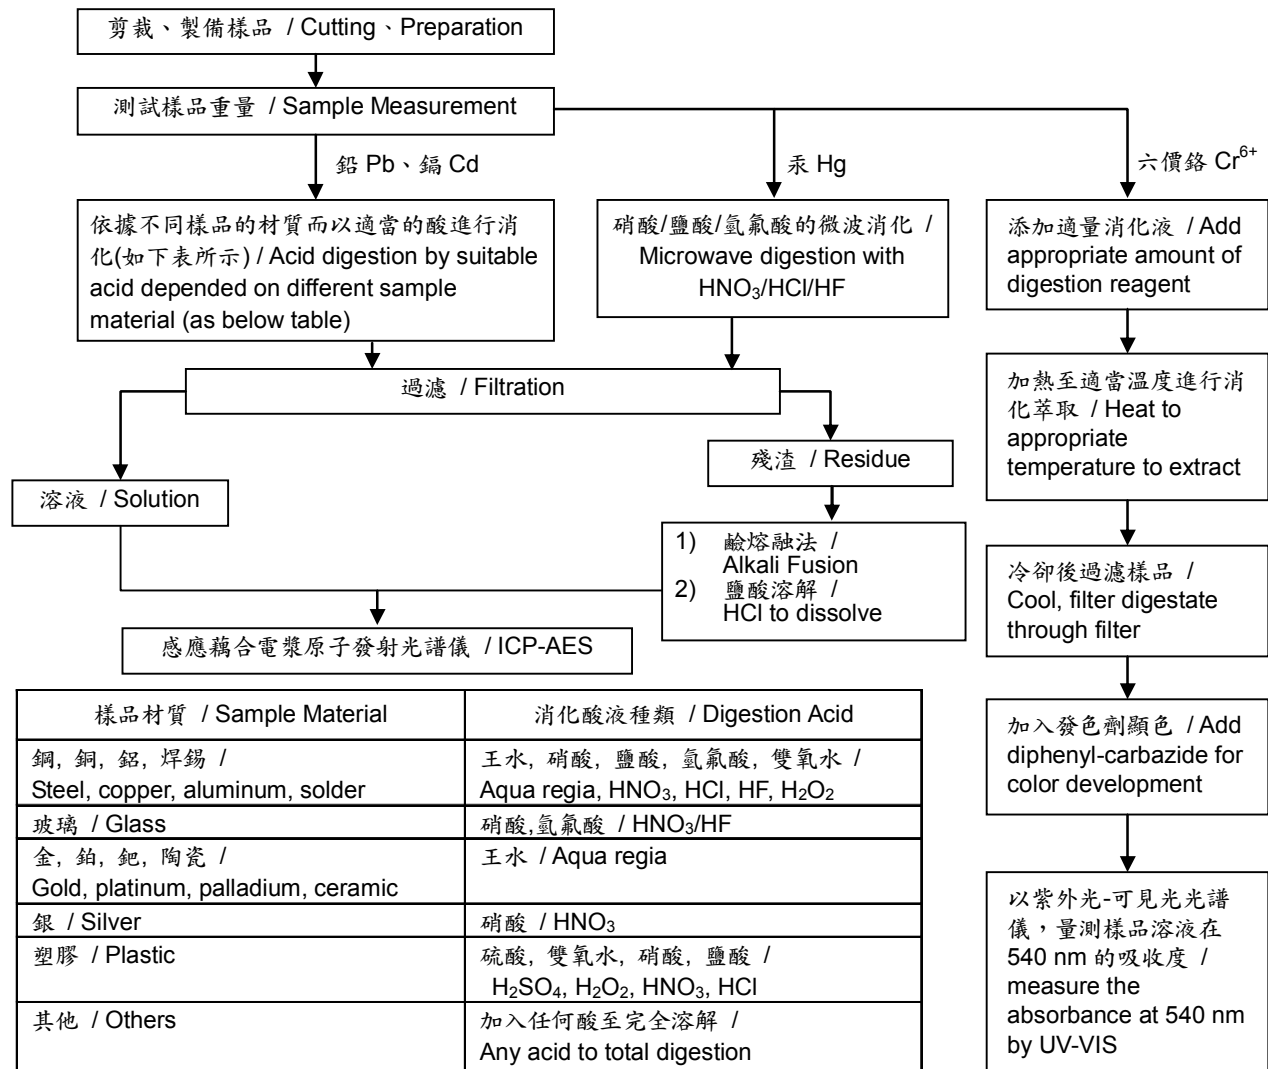 剪裁、製備樣品 / Cutting、Preparation
測試樣品重量 / Sample Measurement
鉛 Pb、鎘 Cd
汞 Hg
六價鉻 Cr6+
依據不同樣品的材質而以適當的酸進行消
化(如下表所示) / Acid digestion by suitable
acid depended on different sample
material (as below table)
硝酸/鹽酸/氫氟酸的微波消化 /
Microwave digestion with
HNO3/HCl/HF
添加適量消化液 / Add
appropriate amount of
digestion reagent
過濾 / Filtration
加熱至適當溫度進行消
化萃取 / Heat to
appropriate
temperature to extract
溶液 / Solution
殘渣 / Residue
1) 鹼熔融法 /
Alkali Fusion
2) 鹽酸溶解 /
HCl to dissolve
冷卻後過濾樣品 /
Cool, filter digestate
through filter
感應藕合電漿原子發射光譜儀 / ICP-AES
加入發色劑顯色 / Add
diphenyl-carbazide for
color development
以紫外光-可見光光譜
儀，量測樣品溶液在
540 nm 的吸收度 /
measure the
absorbance at 540 nm
by UV-VIS
樣品材質 / Sample Material
消化酸液種類 / Digestion Acid
鋼, 銅, 鋁, 焊錫 /
Steel, copper, aluminum, solder
王水, 硝酸, 鹽酸, 氫氟酸, 雙氧水 /
Aqua regia, HNO3, HCl, HF, H2O2
玻璃 / Glass
硝酸,氫氟酸 / HNO3/HF
金, 鉑, 鈀, 陶瓷 /
Gold, platinum, palladium, ceramic
王水 / Aqua regia
銀 / Silver
硝酸 / HNO3
塑膠 / Plastic
硫酸, 雙氧水, 硝酸, 鹽酸 /
H2SO4, H2O2, HNO3, HCl
其他 / Others
加入任何酸至完全溶解 /
Any acid to total digestion